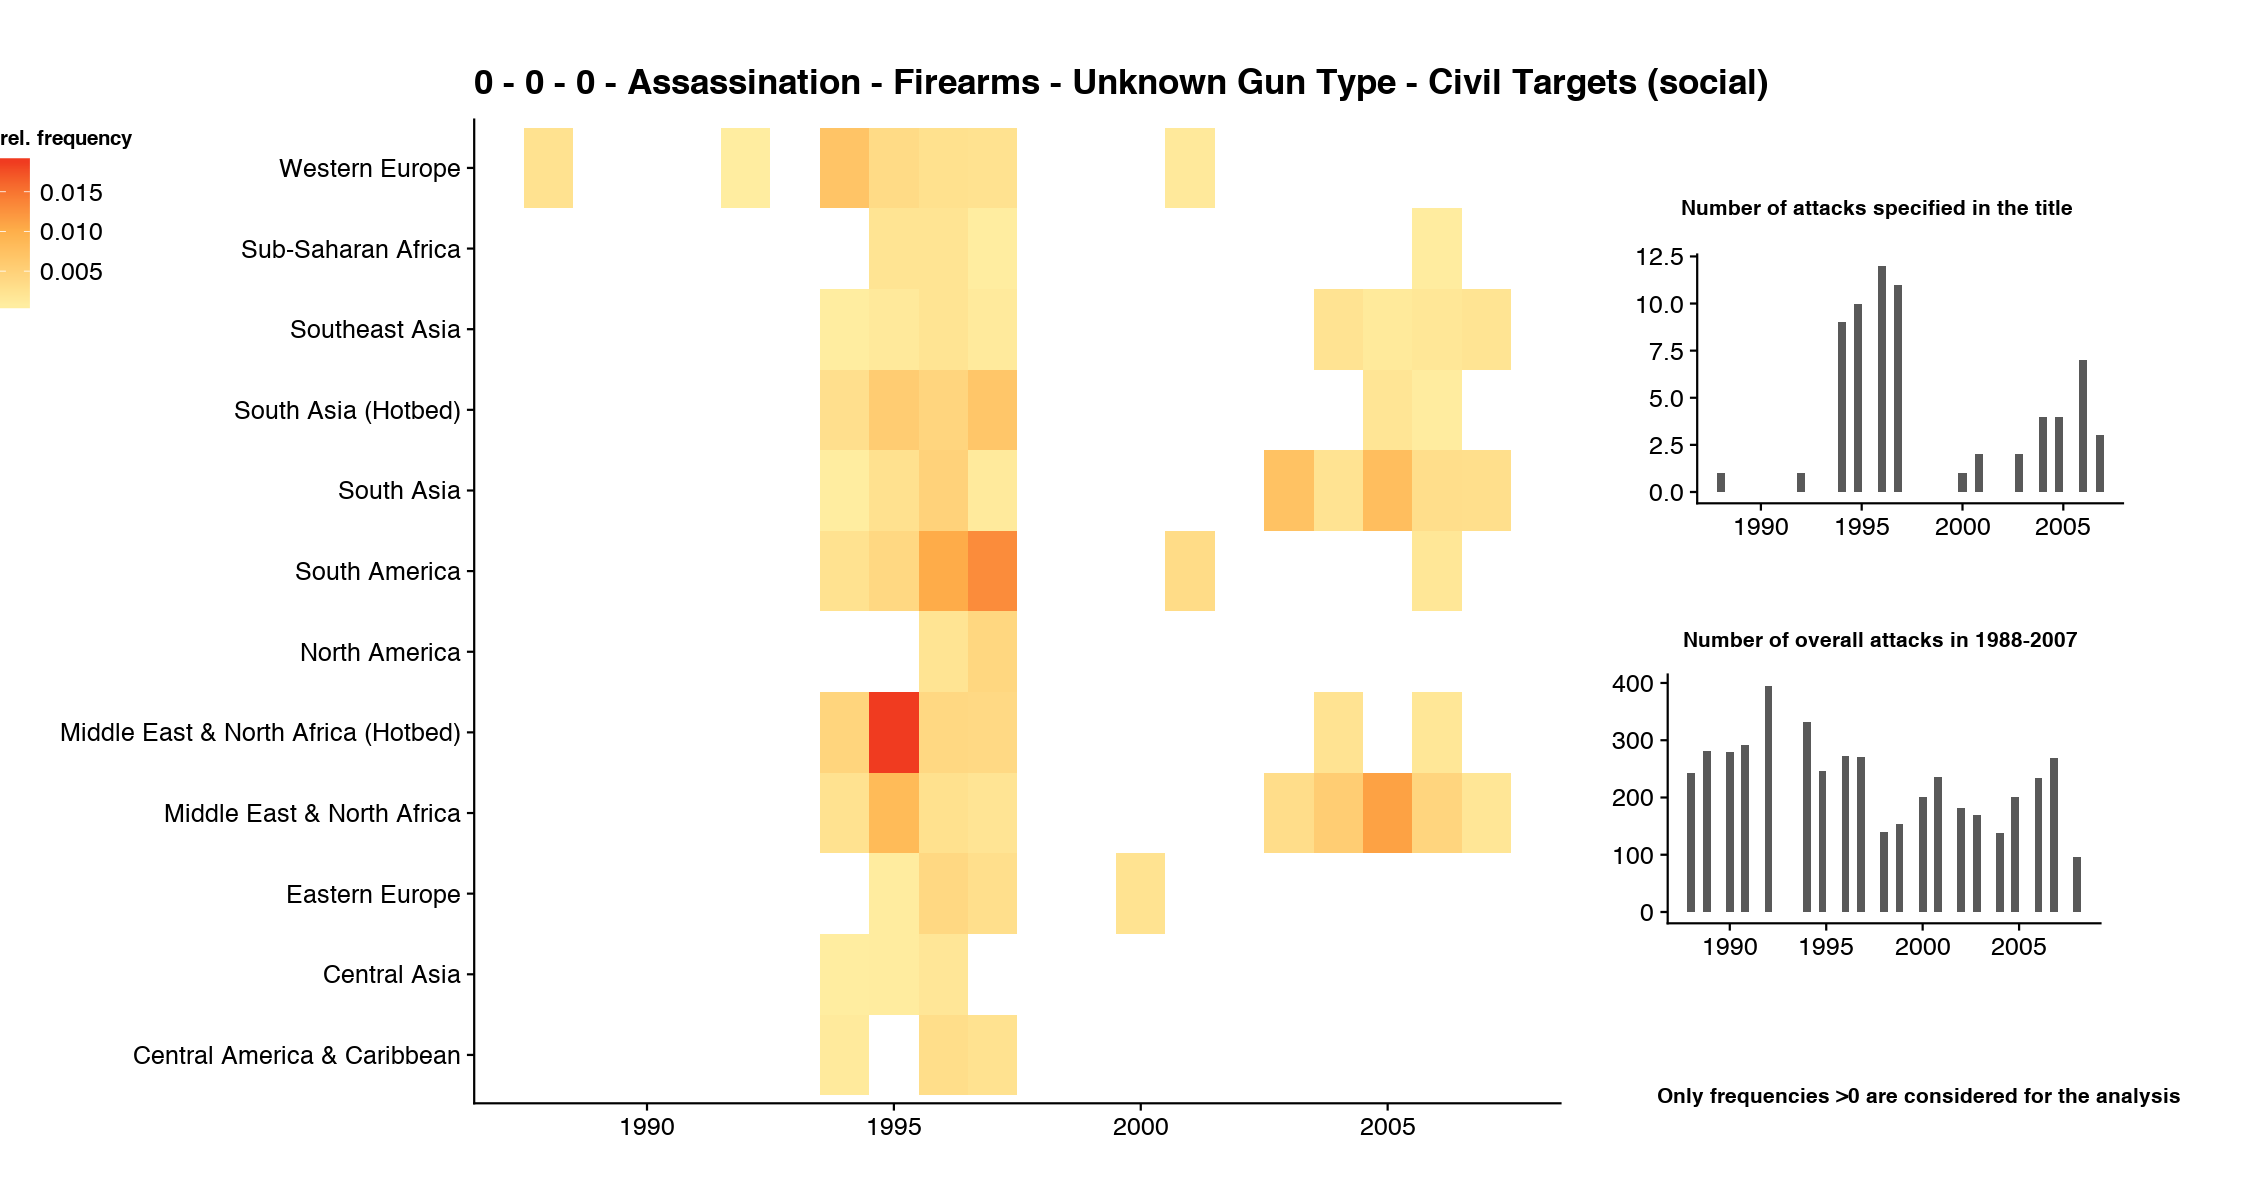 0 - 0 - 0 - Assassination - Firearms - Unknown Gun Type - Civil Targets (social)
rel. frequency
0.015
0.010
0.005
Western Europe
Sub-Saharan Africa
Southeast Asia
South Asia (Hotbed)
South Asia
South America
North America
Middle East & North Africa (Hotbed)
Middle East & North Africa
Eastern Europe
Central Asia
Central America & Caribbean
1990 1995 2000 2005
Number of attacks specified in the title
12.5
10.0
7.5
5.0
2.5
0.0
1990 1995 2000 2005
Number of overall attacks in 1988-2007
400
300
200
100
0
1990 1995 2000 2005
Only frequencies >0 are considered for the analysis